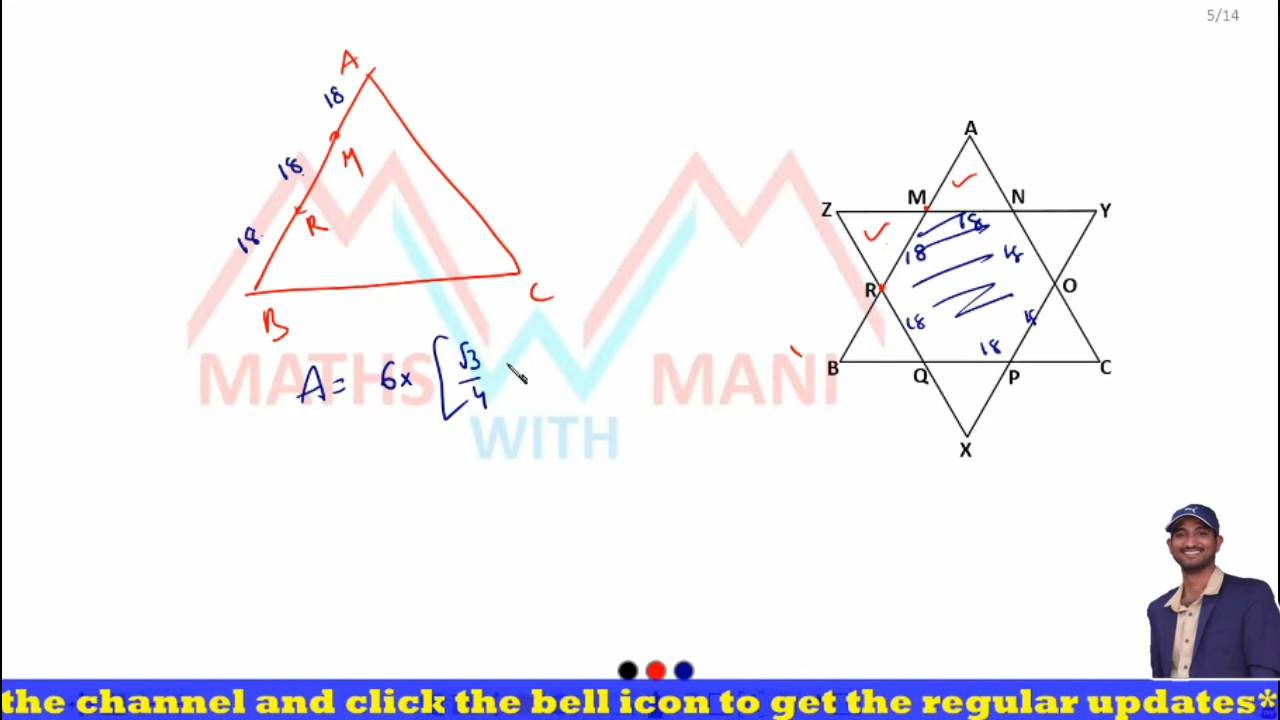 5/14
A
18
M
18
R
18
B
C
A = 6 x [ √3/4
A
Z
M
N
Y
18
18
18
R
O
18
18
18
B
Q
P
C
X
MATHS
WITH
MANI
the channel and click the bell icon to get the regular updates*